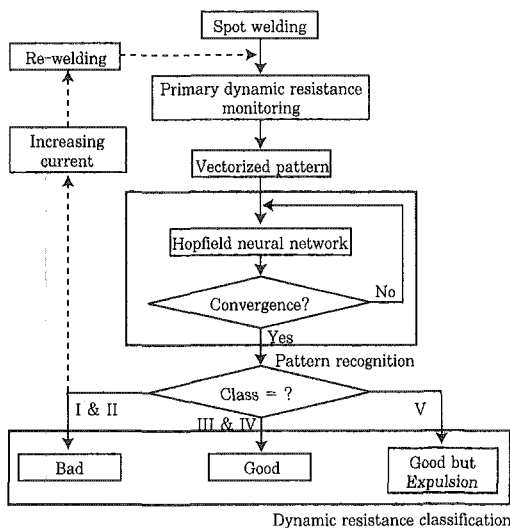 Spot welding
Re-welding
Primary dynamic resistance
monitoring
Increasing
current
Vectorized pattern
Hopfield neural network
No
Convergence?
Yes
Pattern recognition
Class = ?
I & II
III & IV
V
Bad
Good
Good but
Expulsion
Dynamic resistance classification